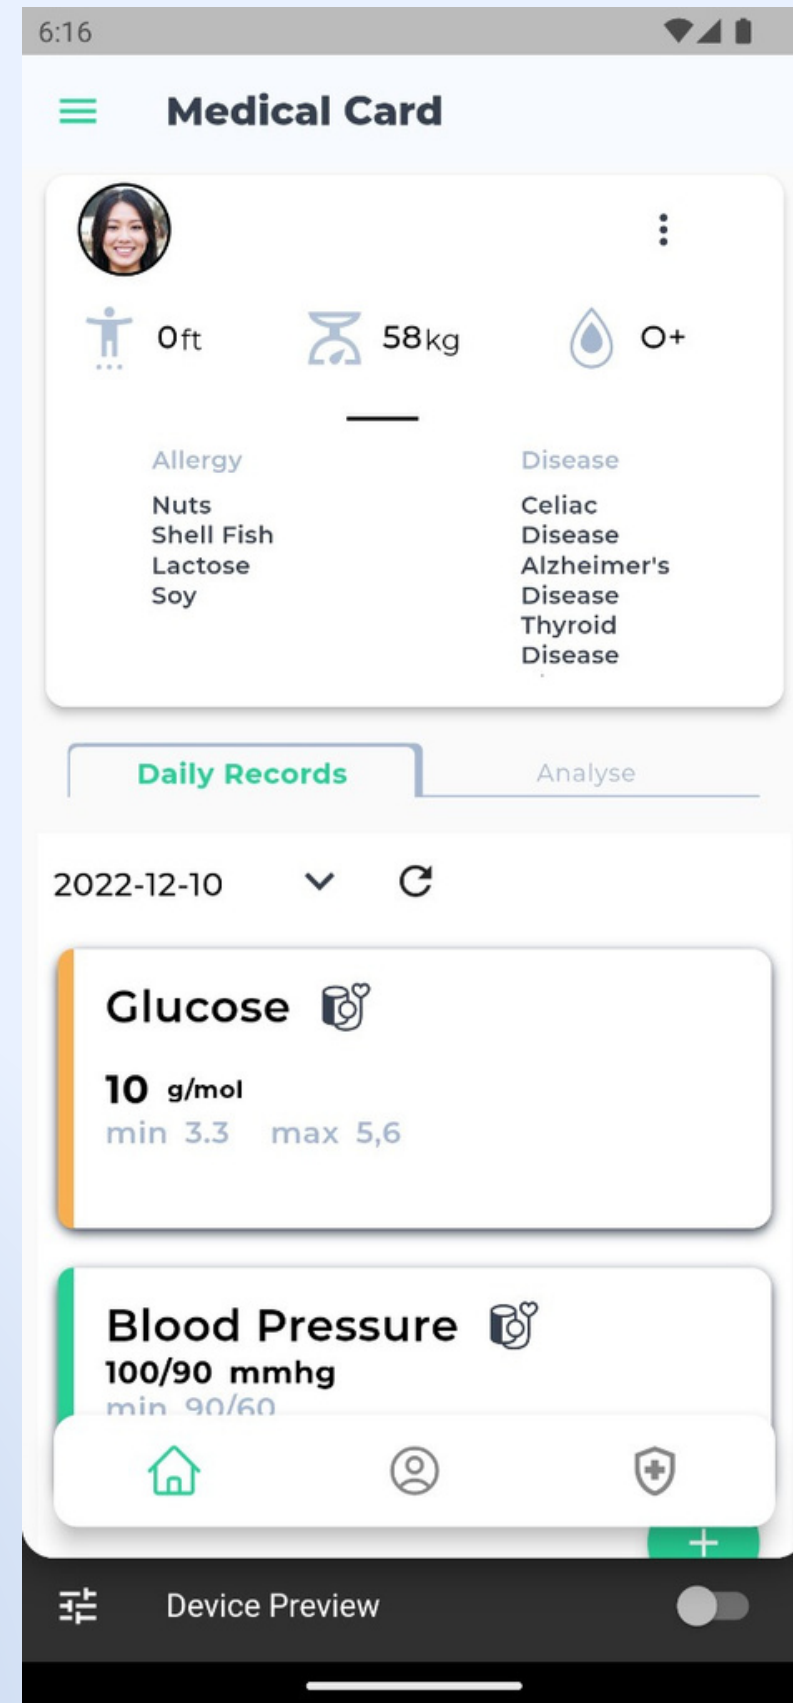 6:16
Medical Card
0ft 58kg O+
Allergy Disease
Nuts
Shell Fish
Lactose
Soy
Celiac
Disease
Alzheimer's
Disease
Thyroid
Disease
Daily Records Analyse
2022-12-10
Glucose
10 g/mol
min 3.3 max 5,6
Blood Pressure
100/90 mmhg
min 90/60
Device Preview